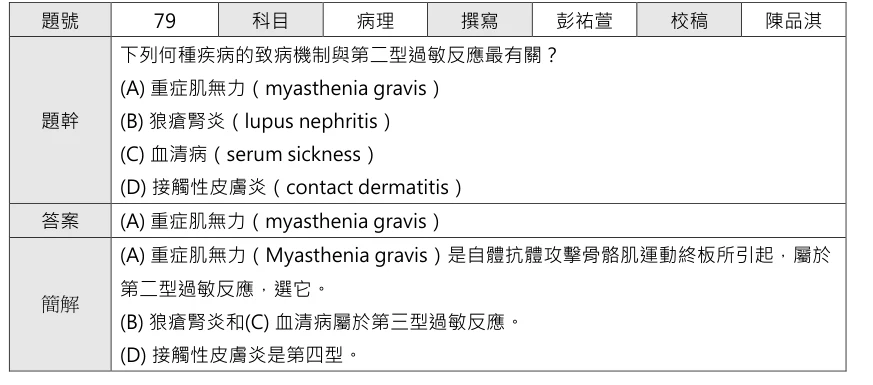 題號 79 科目 病理 撰寫 彭祐萱 校稿 陳品淇
題幹
下列何種疾病的致病機制與第二型過敏反應最有關？
(A) 重症肌無力（myasthenia gravis）
(B) 狼瘡腎炎（lupus nephritis）
(C) 血清病（serum sickness）
(D) 接觸性皮膚炎（contact dermatitis）
答案 (A) 重症肌無力（myasthenia gravis）
簡解
(A) 重症肌無力（Myasthenia gravis）是自體抗體攻擊骨骼肌運動終板所引起，屬於
第二型過敏反應，選它。
(B) 狼瘡腎炎和(C) 血清病屬於第三型過敏反應。
(D) 接觸性皮膚炎是第四型。